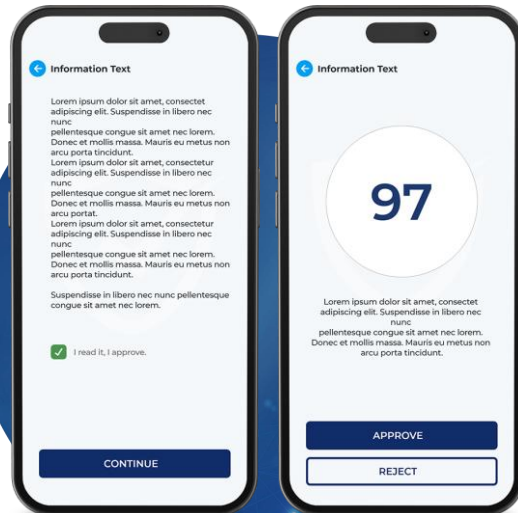 Information Text
Lorem ipsum dolor sit amet, consectet
adipiscing elit. Suspendisse in libero nec
nunc
pellentesque congue sit amet nec lorem.
Donec et mollis massa. Mauris eu metus non
arcu porta tincidunt.
Lorem ipsum dolor sit amet, consectetur
adipiscing elit. Suspendisse in libero nec
nunc
pellentesque congue sit amet nec lorem.
Donec et mollis massa. Mauris eu metus non
arcu portat.
Lorem ipsum dolor sit amet, consectetur
adipiscing elit. Suspendisse in libero nec
nunc
pellentesque congue sit amet nec lorem.
Donec et mollis massa. Mauris eu metus non
arcu porta tincidunt.
Suspendisse in libero nec nunc pellentesque
congue sit amet nec lorem.
I read it, I approve.
CONTINUE
Information Text
97
Lorem ipsum dolor sit amet, consectet
adipiscing elit. Suspendisse in libero nec
nunc
pellentesque congue sit amet nec lorem.
Donec et mollis massa. Mauris eu metus non
arcu porta tincidunt.
APPROVE
REJECT